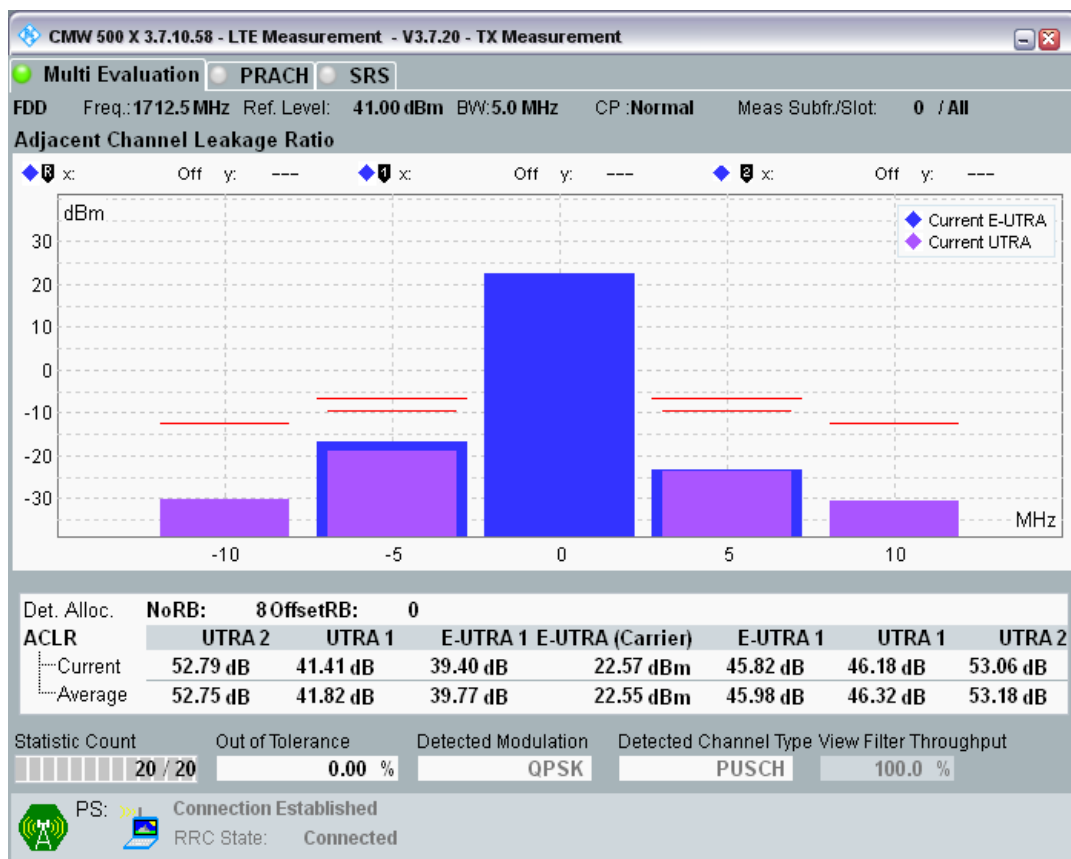 CMW 500 X 3.7.10.58 - LTE Measurement - V3.7.20 - TX Measurement
Multi Evaluation PRACH SRS
FDD Freq.: 1712.5 MHz Ref. Level: 41.00 dBm BW: 5.0 MHz CP : Normal Meas Subfr./Slot: 0 / All
Adjacent Channel Leakage Ratio
R x: Off y: --- 1 x: Off y: --- 2 x: Off y: ---
dBm
Current E-UTRA
Current UTRA
30
20
10
0
-10
-20
-30
MHz
-10 -5 0 5 10
Det. Alloc. NoRB: 8 OffsetRB: 0
ACLR UTRA 2 UTRA 1 E-UTRA 1 E-UTRA (Carrier) E-UTRA 1 UTRA 1 UTRA 2
Current 52.79 dB 41.41 dB 39.40 dB 22.57 dBm 45.82 dB 46.18 dB 53.06 dB
Average 52.75 dB 41.82 dB 39.77 dB 22.55 dBm 45.98 dB 46.32 dB 53.18 dB
Statistic Count Out of Tolerance Detected Modulation Detected Channel Type View Filter Throughput
20 / 20 0.00 % QPSK PUSCH 100.0 %
PS: Connection Established
RRC State: Connected